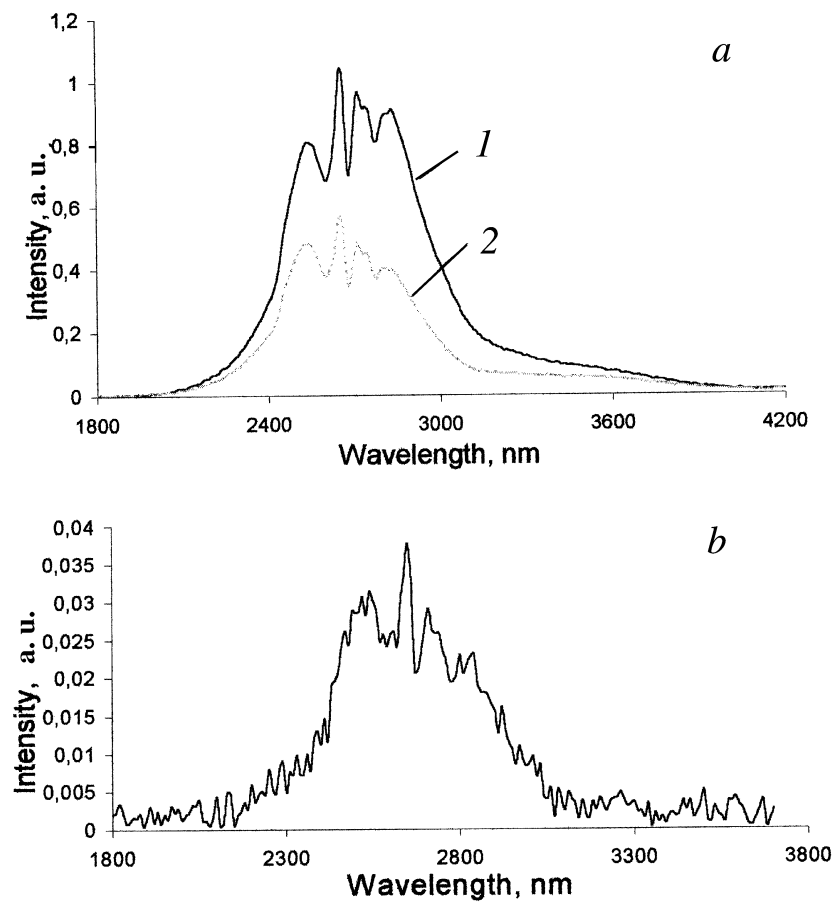 a
1,2
1
0,8
0,6
0,4
0,2
0
Intensity, a. u.
1
2
1800 2400 3000 3600 4200
Wavelength, nm
b
0,04
0,035
0,03
0,025
0,02
0,015
0,01
0,005
0
Intensity, a. u.
1800 2300 2800 3300 3800
Wavelength, nm